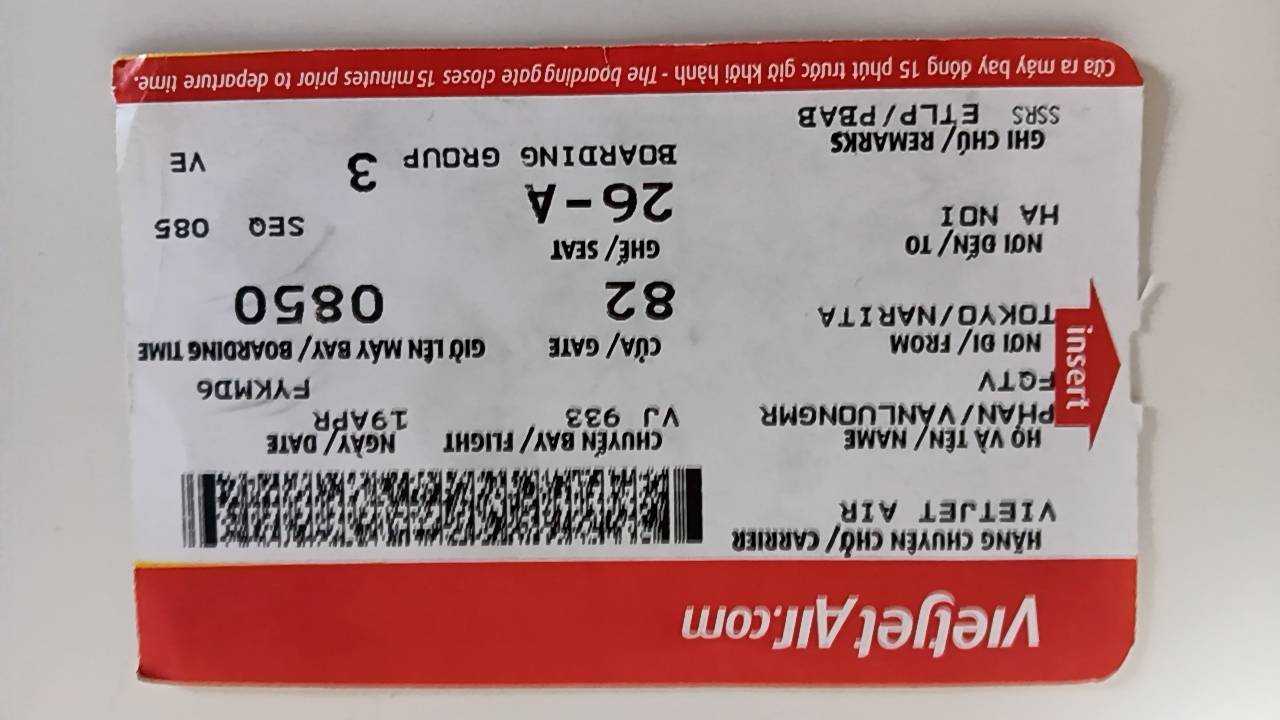 Vietjet Air.com
HÃNG CHUYÊN CHỞ/ CARRIER
VIETJET AIR
HỌ VÀ TÊN/ NAME
PHAN/VANLUONGMR
FQTV
NƠI ĐI/ FROM
TOKYO/NARITA
NƠI ĐẾN/ TO
HA NOI
GHI CHÚ/ REMARKS
SSRS ETLP/PBAB
insert
CHUYẾN BAY/ FLIGHT NGÀY/ DATE
VJ 933 19APR
FYKMD6
CỬA/ GATE GIỜ LÊN MÁY BAY/ BOARDING TIME
82 0850
GHẾ/ SEAT
26-A SEQ 085
BOARDING GROUP 3 VE
Cửa ra máy bay đóng 15 phút trước giờ khởi hành - The boarding gate closes 15 minutes prior to departure time.